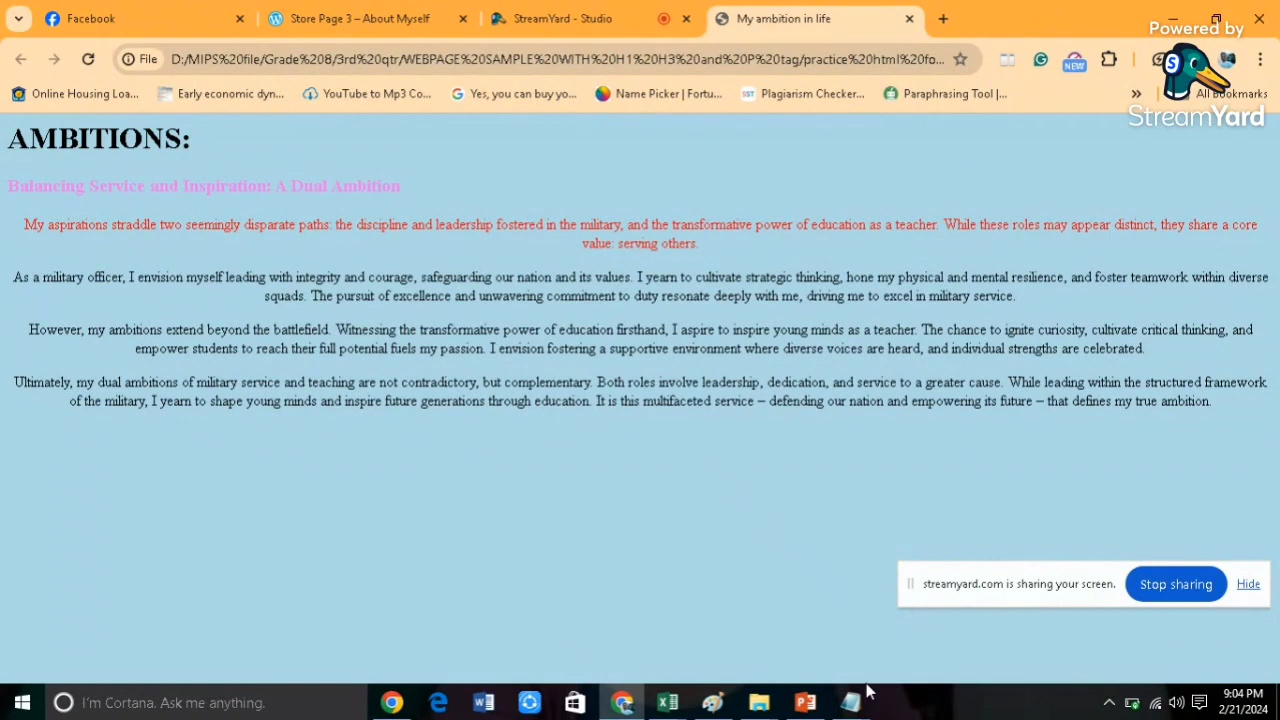 Facebook
Store Page 3 – About Myself
StreamYard - Studio
My ambition in life
Powered by
StreamYard
File
D:/MIPS%20file/Grade%208/3rd%20qtr/WEBPAGE%20SAMPLE%20WITH%20H1%20H3%20and%20P%20tag/practice%20html%20fo...
NEW
Online Housing Loa...
Early economic dyn...
YouTube to Mp3 Co...
Yes, you can buy yo...
Name Picker | Fortu...
SST
Plagiarism Checker...
Paraphrasing Tool |...
All Bookmarks
AMBITIONS:
Balancing Service and Inspiration: A Dual Ambition
My aspirations straddle two seemingly disparate paths: the discipline and leadership fostered in the military, and the transformative power of education as a teacher. While these roles may appear distinct, they share a core
value: serving others.
As a military officer, I envision myself leading with integrity and courage, safeguarding our nation and its values. I yearn to cultivate strategic thinking, hone my physical and mental resilience, and foster teamwork within diverse
squads. The pursuit of excellence and unwavering commitment to duty resonate deeply with me, driving me to excel in military service.
However, my ambitions extend beyond the battlefield. Witnessing the transformative power of education firsthand, I aspire to inspire young minds as a teacher. The chance to ignite curiosity, cultivate critical thinking, and
empower students to reach their full potential fuels my passion. I envision fostering a supportive environment where diverse voices are heard, and individual strengths are celebrated.
Ultimately, my dual ambitions of military service and teaching are not contradictory, but complementary. Both roles involve leadership, dedication, and service to a greater cause. While leading within the structured framework
of the military, I yearn to shape young minds and inspire future generations through education. It is this multifaceted service – defending our nation and empowering its future – that defines my true ambition.
streamyard.com is sharing your screen.
Stop sharing
Hide
I'm Cortana. Ask me anything.
9:04 PM
2/21/2024